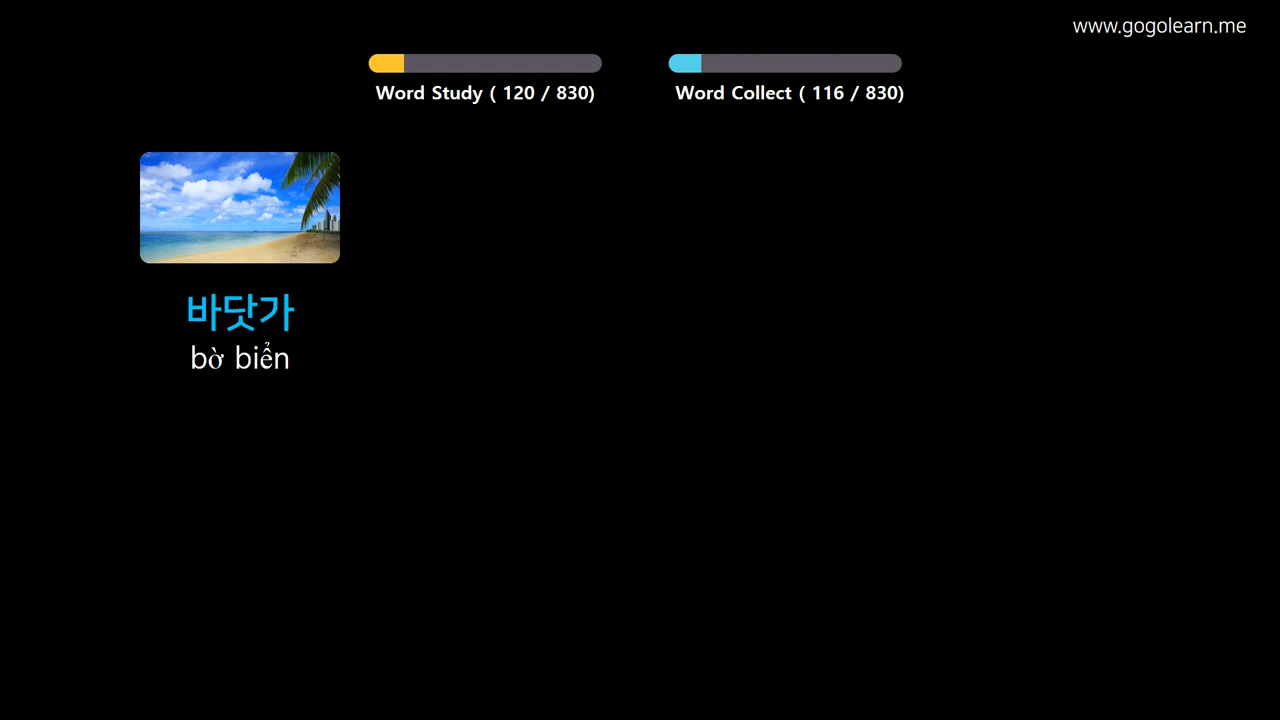 www.gogolearn.me
Word Study ( 120 / 830)
Word Collect ( 116 / 830)
바닷가
bờ biển